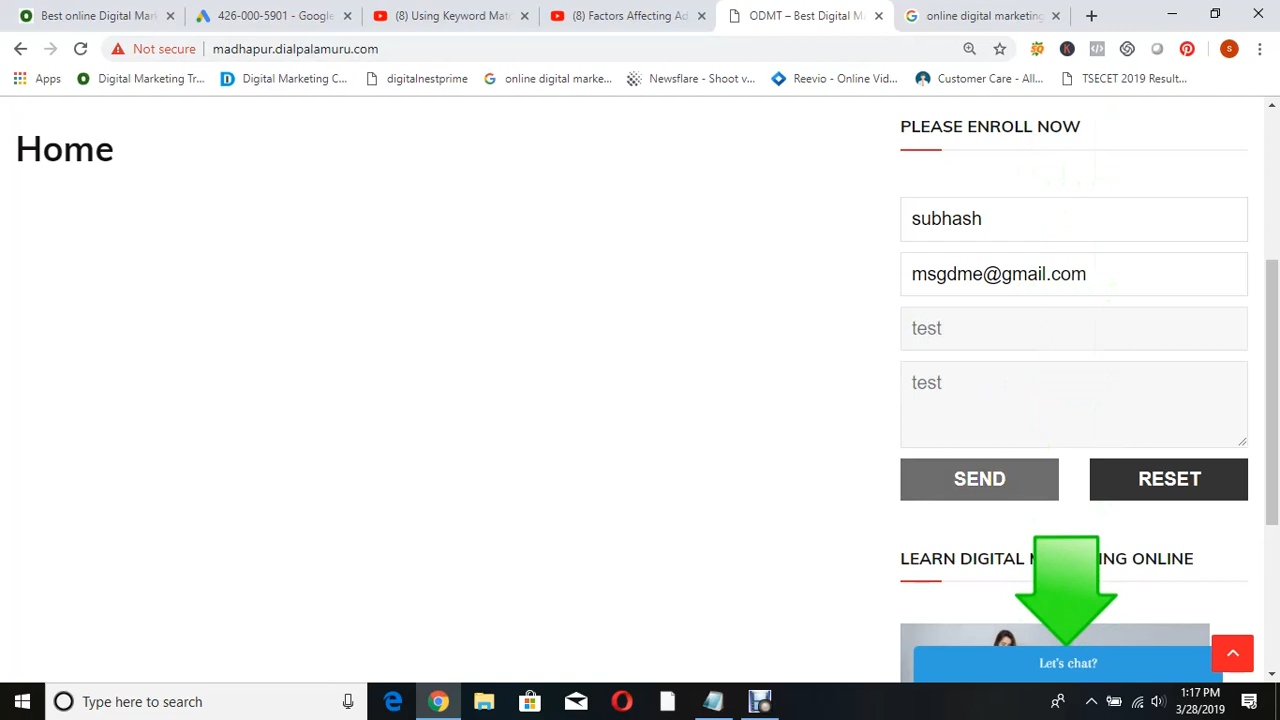 Best online Digital Mar
426-000-5901 - Google
(8) Using Keyword Mat
(8) Factors Affecting Ad
ODMT – Best Digital M
online digital marketing
Not secure
madhapur.dialpalamuru.com
S
Apps
Digital Marketing Tr...
Digital Marketing C...
digitalnestprime
online digital marke...
Newsflare - Shoot v...
Reevio - Online Vid...
Customer Care - All...
TSECET 2019 Result...
Home
PLEASE ENROLL NOW
subhash
msgdme@gmail.com
test
test
SEND
RESET
LEARN DIGITAL M ING ONLINE
Let's chat?
Type here to search
1:17 PM
3/28/2019